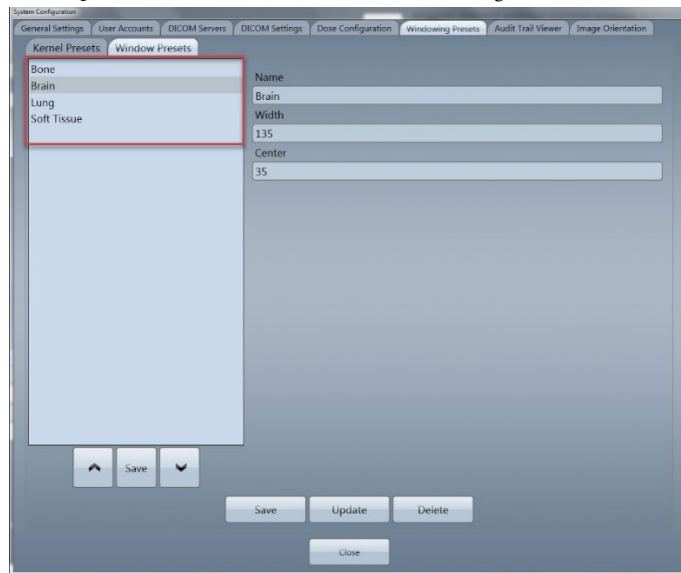 System Configuration
General Settings User Accounts DICOM Servers DICOM Settings Dose Configuration Windowing Presets Audit Trail Viewer Image Orientation
Kernel Presets Window Presets
Bone
Brain
Lung
Soft Tissue
Name
Brain
Width
135
Center
35
Save
Save Update Delete
Close